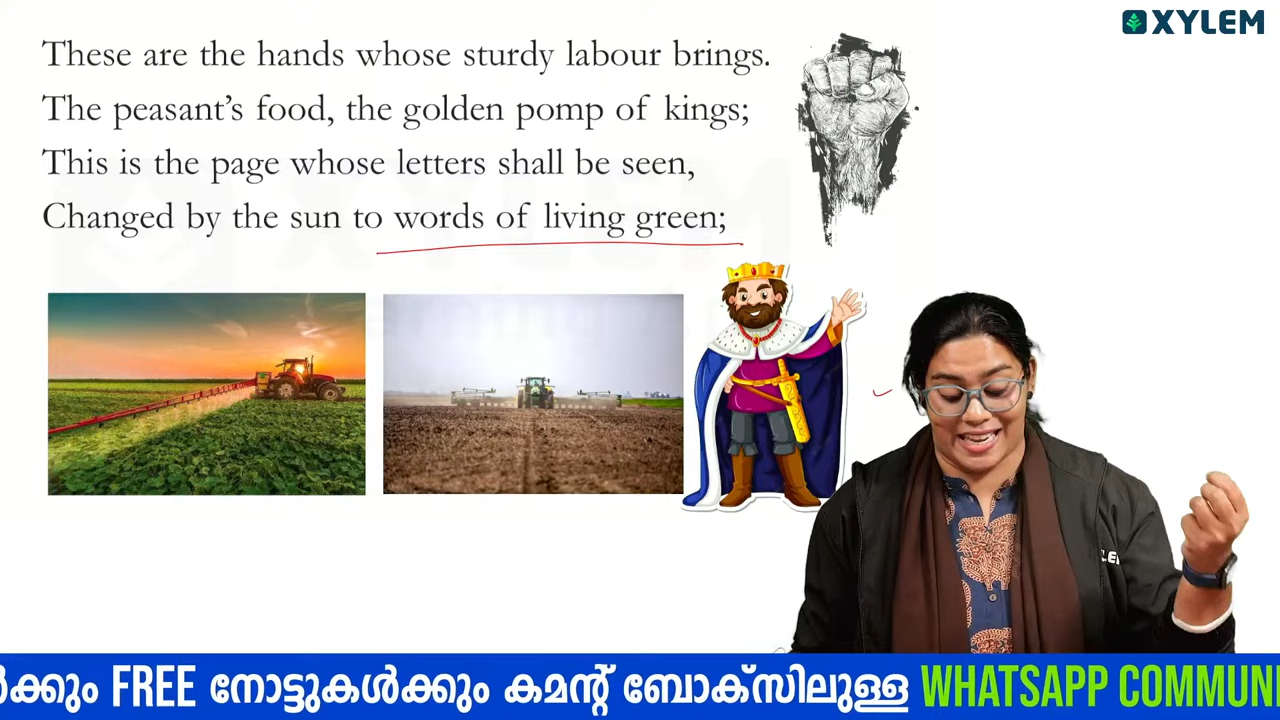 XYLEM
These are the hands whose sturdy labour brings.
The peasant's food, the golden pomp of kings;
This is the page whose letters shall be seen,
Changed by the sun to words of living green;
ൾക്കും FREE നോട്ടുകൾക്കും കമന്റ് ബോക്സിലുള്ള WHATSAPP COMMUN